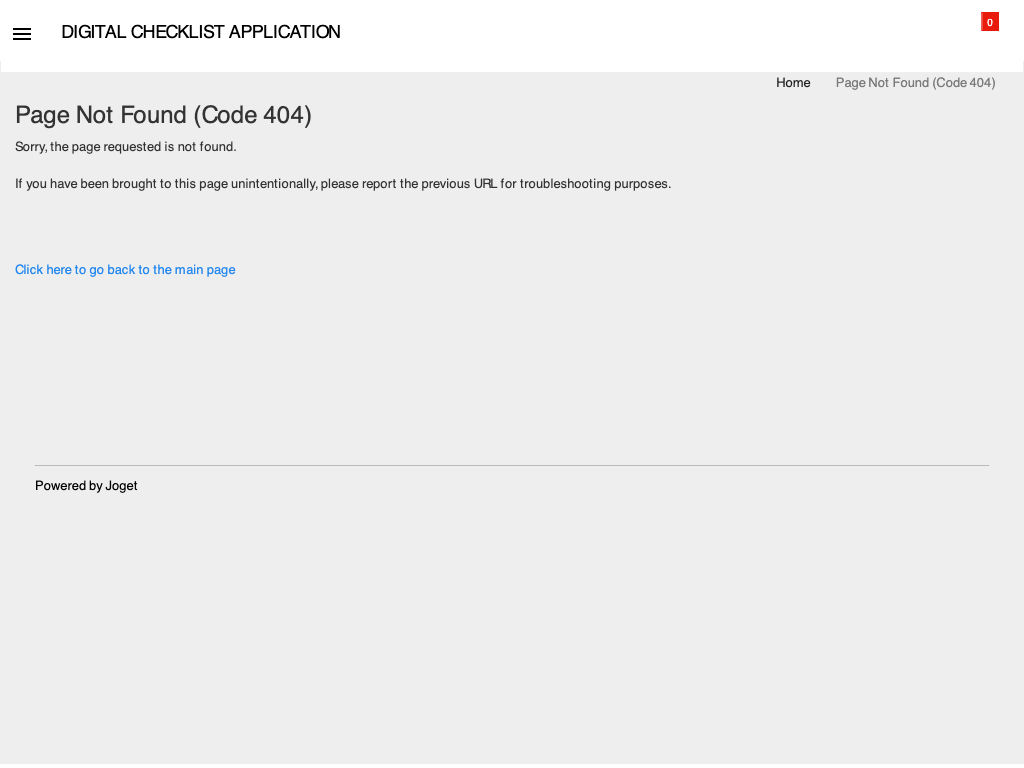 DIGITAL CHECKLIST APPLICATION
0
Home
Page Not Found (Code 404)
Page Not Found (Code 404)
Sorry, the page requested is not found.
If you have been brought to this page unintentionally, please report the previous URL for troubleshooting purposes.
Click here to go back to the main page
Powered by Joget